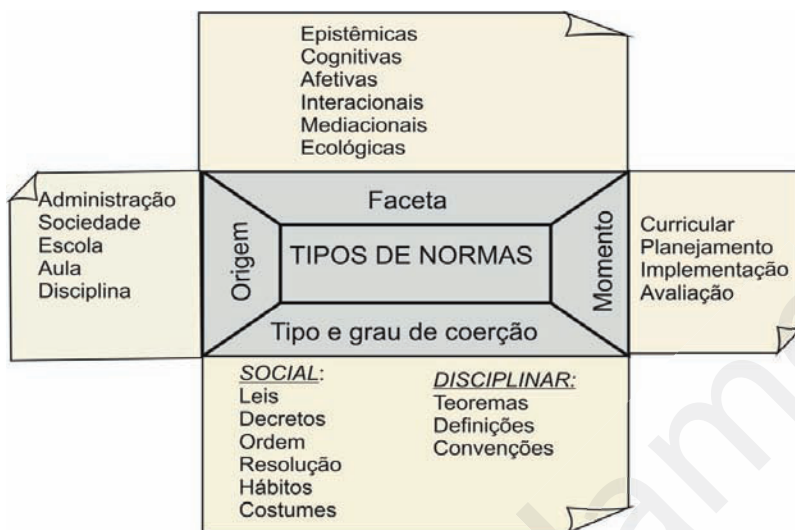 Epistêmicas
Cognitivas
Afetivas
Interacionais
Mediacionais
Ecológicas
Faceta
Administração
Sociedade
Escola
Aula
Disciplina
Origem
TIPOS DE NORMAS
Momento
Curricular
Planejamento
Implementação
Avaliação
Tipo e grau de coerção
SOCIAL:
Leis
Decretos
Ordem
Resolução
Hábitos
Costumes
DISCIPLINAR:
Teoremas
Definições
Convenções